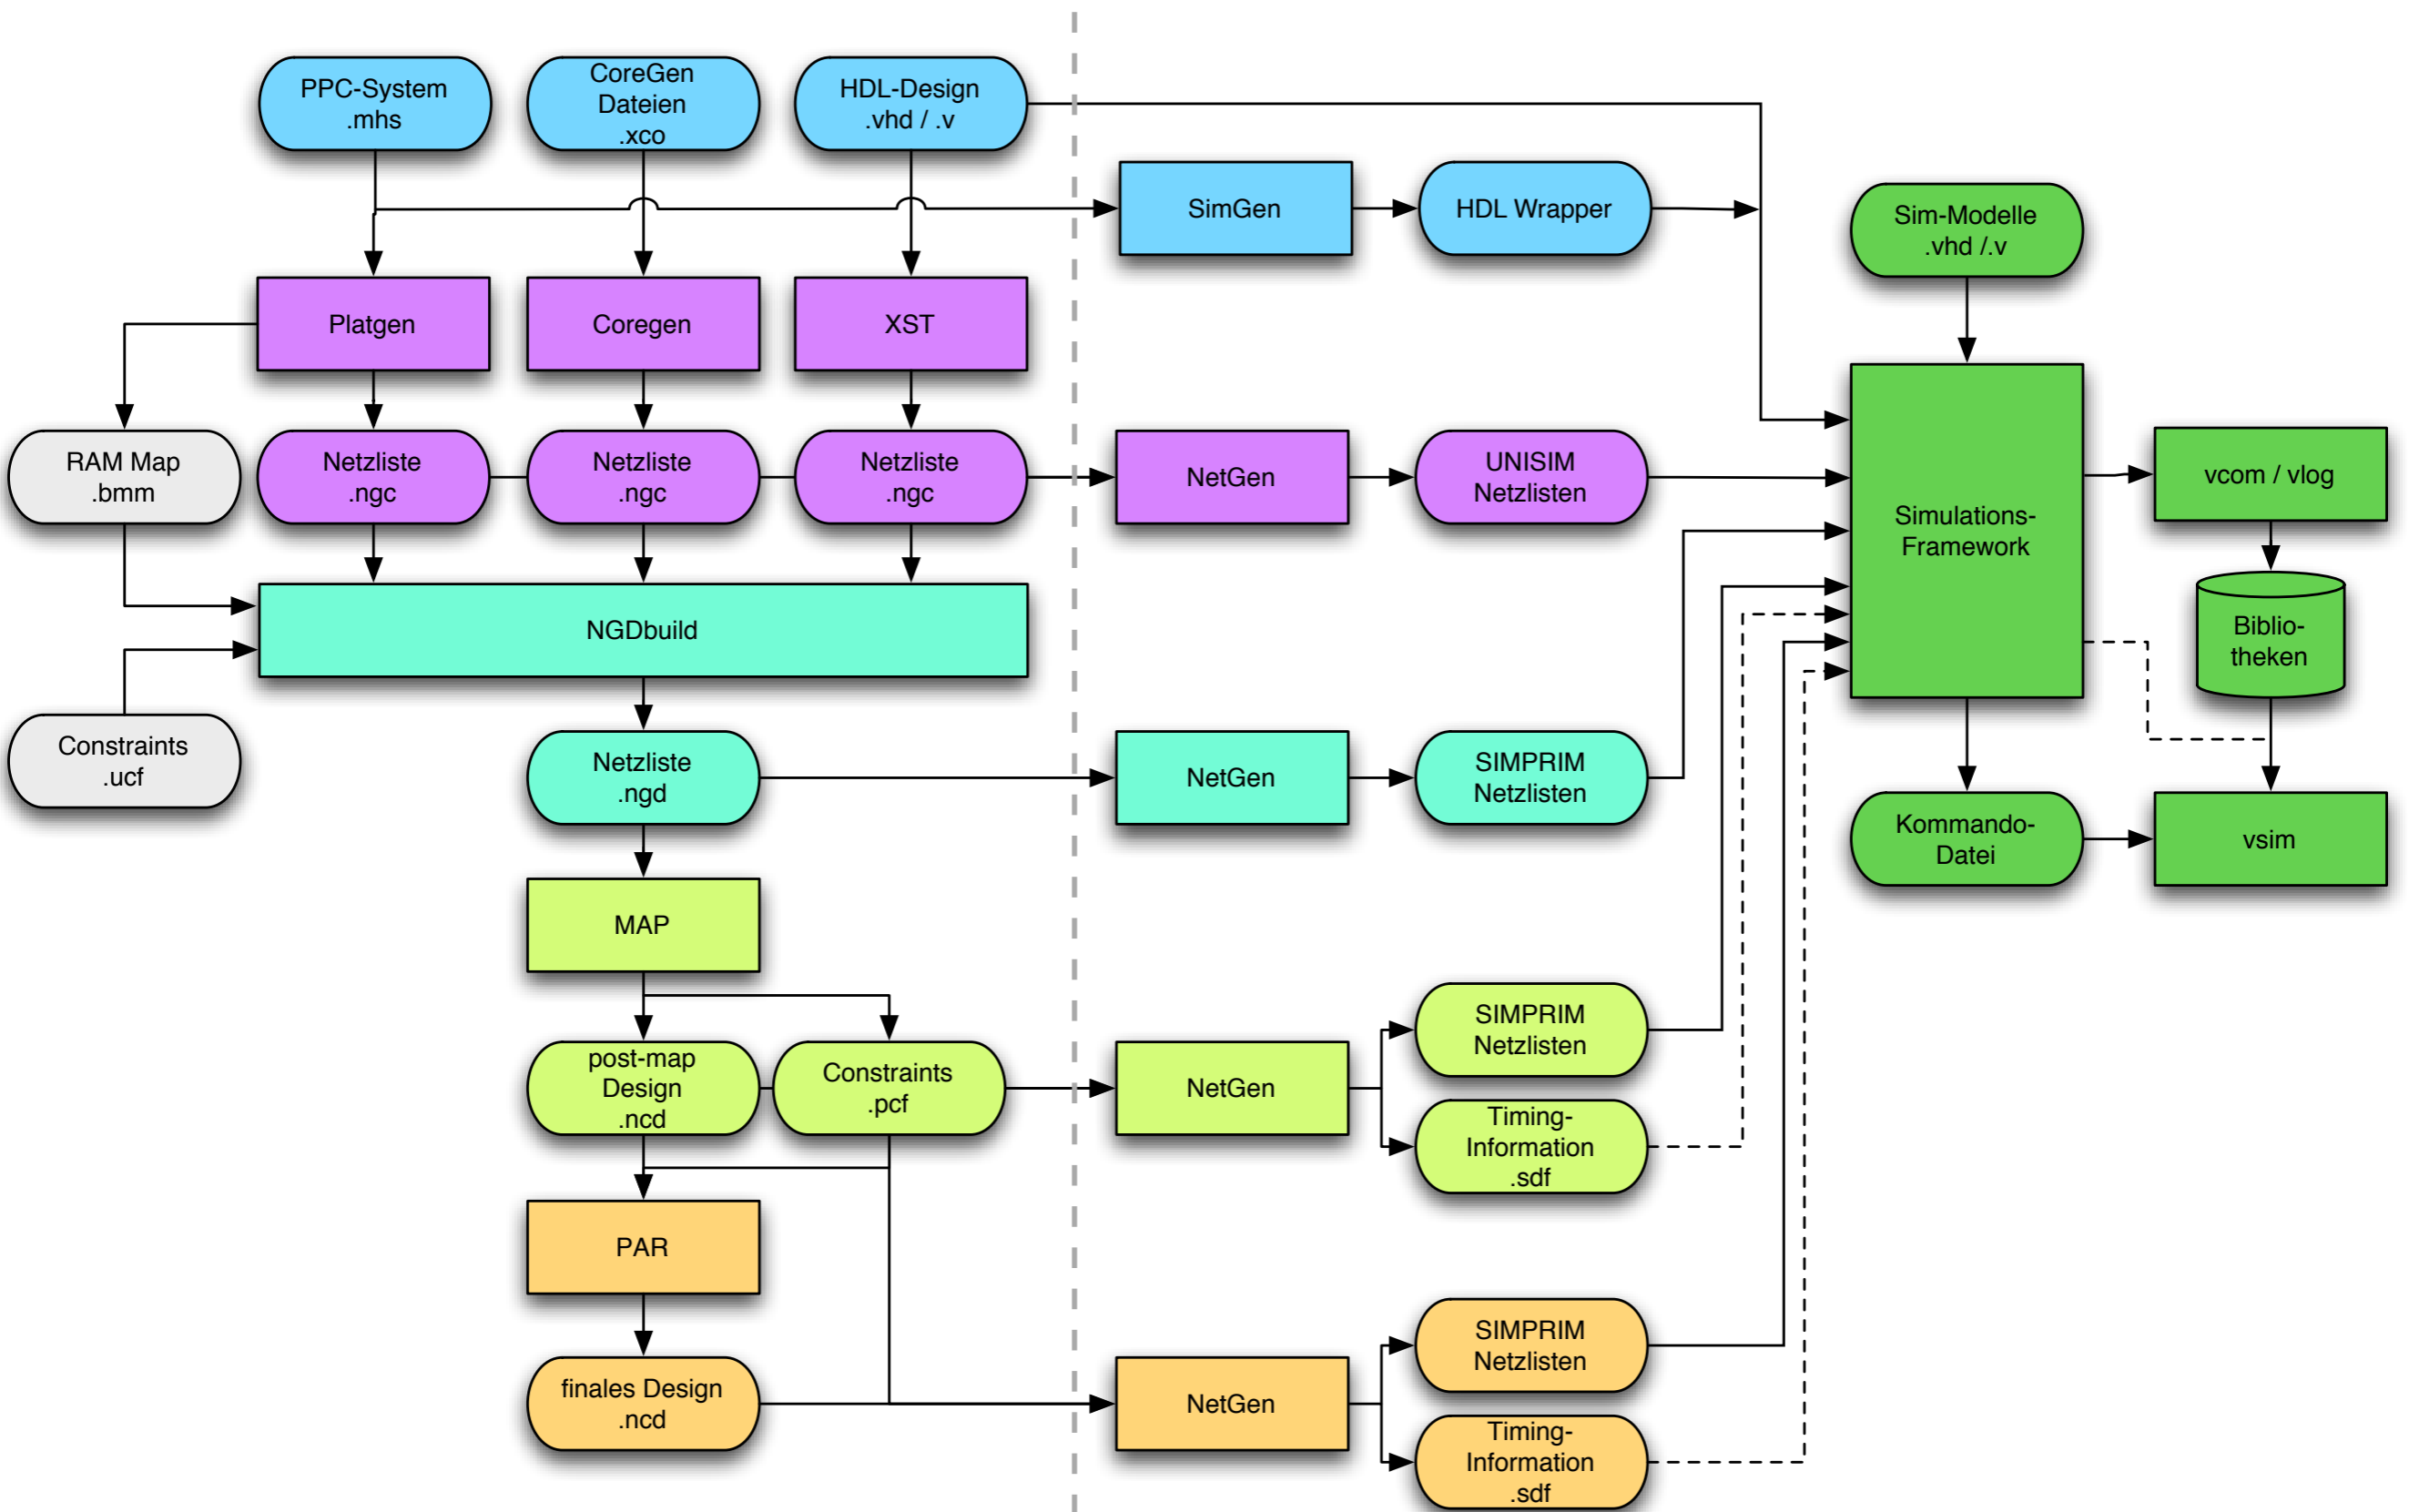 PPC-System
.mhs
CoreGen
Dateien
.xco
HDL-Design
.vhd / .v
SimGen
HDL Wrapper
Sim-Modelle
.vhd /.v
Platgen
Coregen
XST
RAM Map
.bmm
Netzliste
.ngc
Netzliste
.ngc
Netzliste
.ngc
NetGen
UNISIM
Netzlisten
Simulations-
Framework
vcom / vlog
NGDbuild
Biblio-
theken
Constraints
.ucf
Netzliste
.ngd
NetGen
SIMPRIM
Netzlisten
Kommando-
Datei
vsim
MAP
post-map
Design
.ncd
Constraints
.pcf
NetGen
SIMPRIM
Netzlisten
Timing-
Information
.sdf
PAR
finales Design
.ncd
NetGen
SIMPRIM
Netzlisten
Timing-
Information
.sdf